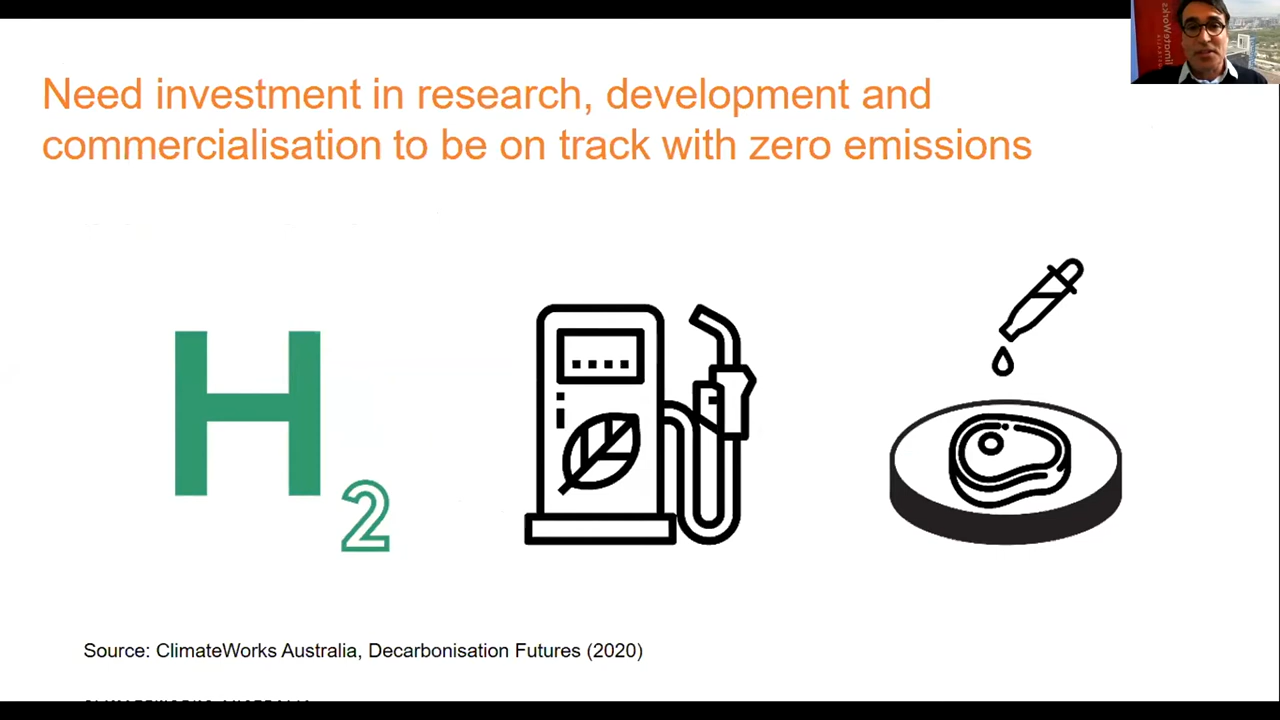 Need investment in research, development and
commercialisation to be on track with zero emissions
H2
Source: ClimateWorks Australia, Decarbonisation Futures (2020)